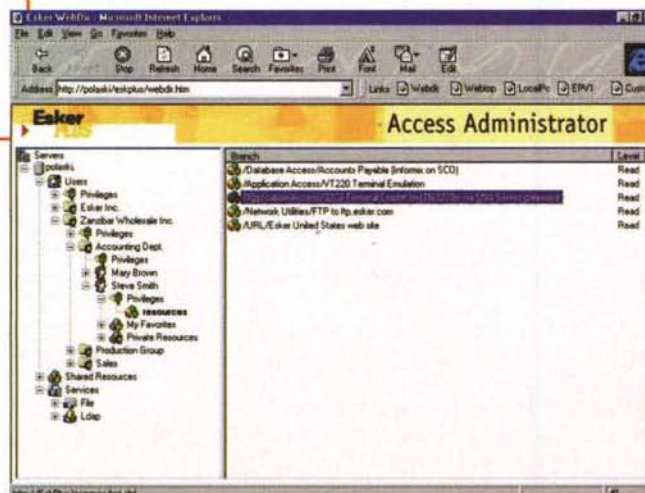 Esker WebDir - Microsoft Internet Explorer
File Edit View Go Favorites Help
Back Stop Refresh Home Search Favorites Print Font Mail Edit
Address http://polaski/eskplus/webdir.htm Links Webdir Webtop LocalPc EPV1
Esker Plus
Access Administrator
Servers
polaski
Users
Privileges
Esker Inc.
Zanzibar Wholesale Inc.
Privileges
Accounting Dept.
Privileges
Mary Brown
Steve Smith
Privileges
resources
My Favorites
Private Resources
Production Group
Sales
Shared Resources
Services
File
Ldap
Branch Level
/Database Access/Accounts Payable (Informix on SCO) Read
/Application Access/VT220 Terminal Emulation Read
Read
/Network Utilities/FTP to ftp.esker.com Read
/URL/Esker United States web site Read